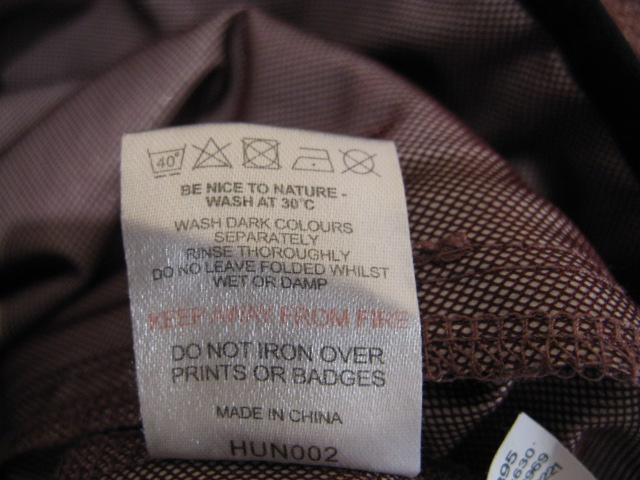 40°
BE NICE TO NATURE -
WASH AT 30°C
WASH DARK COLOURS
SEPARATELY
RINSE THOROUGHLY
DO NOT LEAVE FOLDED WHILST
WET OR DAMP
KEEP AWAY FROM FIRE
DO NOT IRON OVER
PRINTS OR BADGES
MADE IN CHINA
HUN002